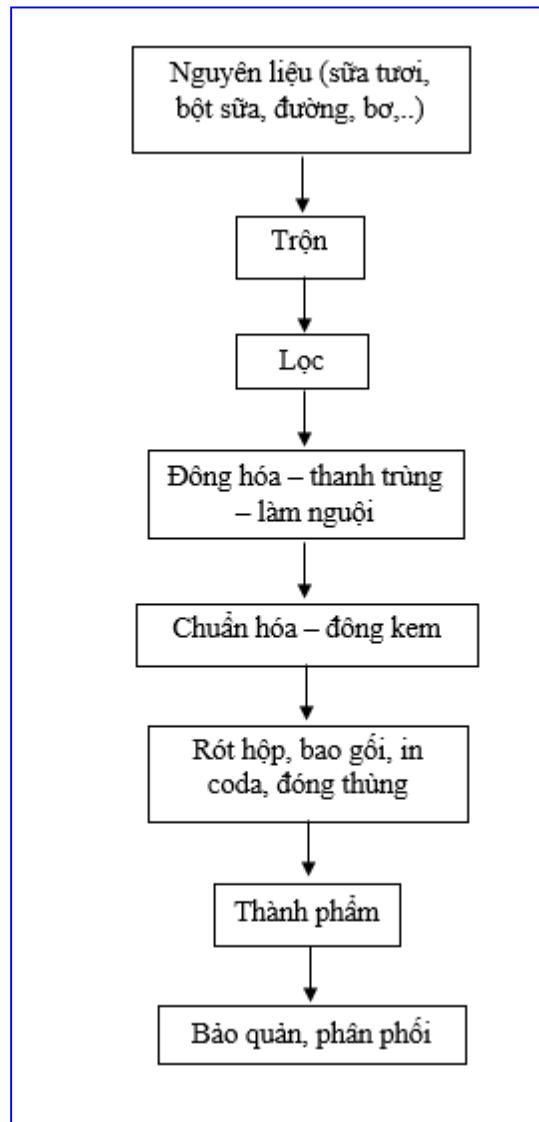 Nguyên liệu (sữa tươi,
bột sữa, đường, bơ,..)
Trộn
Lọc
Đông hóa – thanh trùng
– làm nguội
Chuẩn hóa – đông kem
Rót hộp, bao gối, in
coda, đóng thùng
Thành phẩm
Bảo quản, phân phối